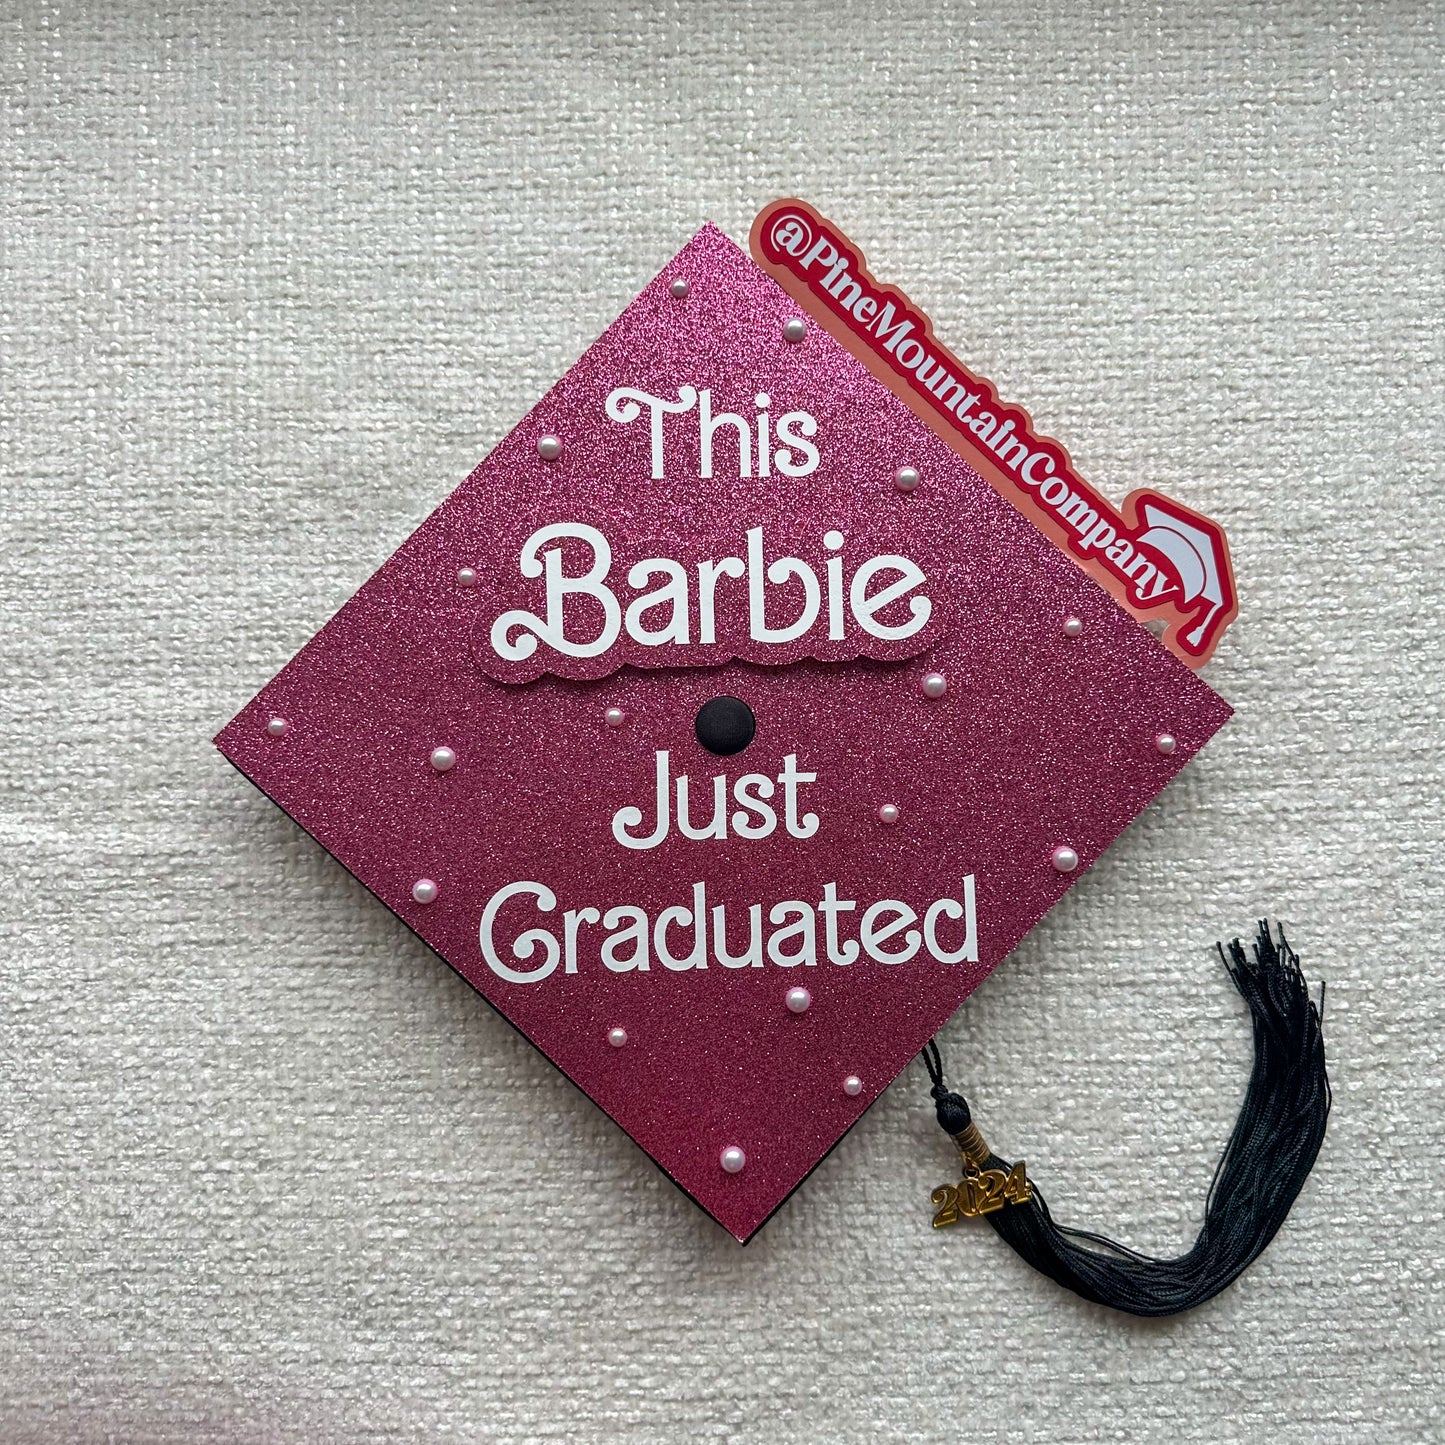 @PineMountainCompany
This
Barbie
Just
Graduated
2024